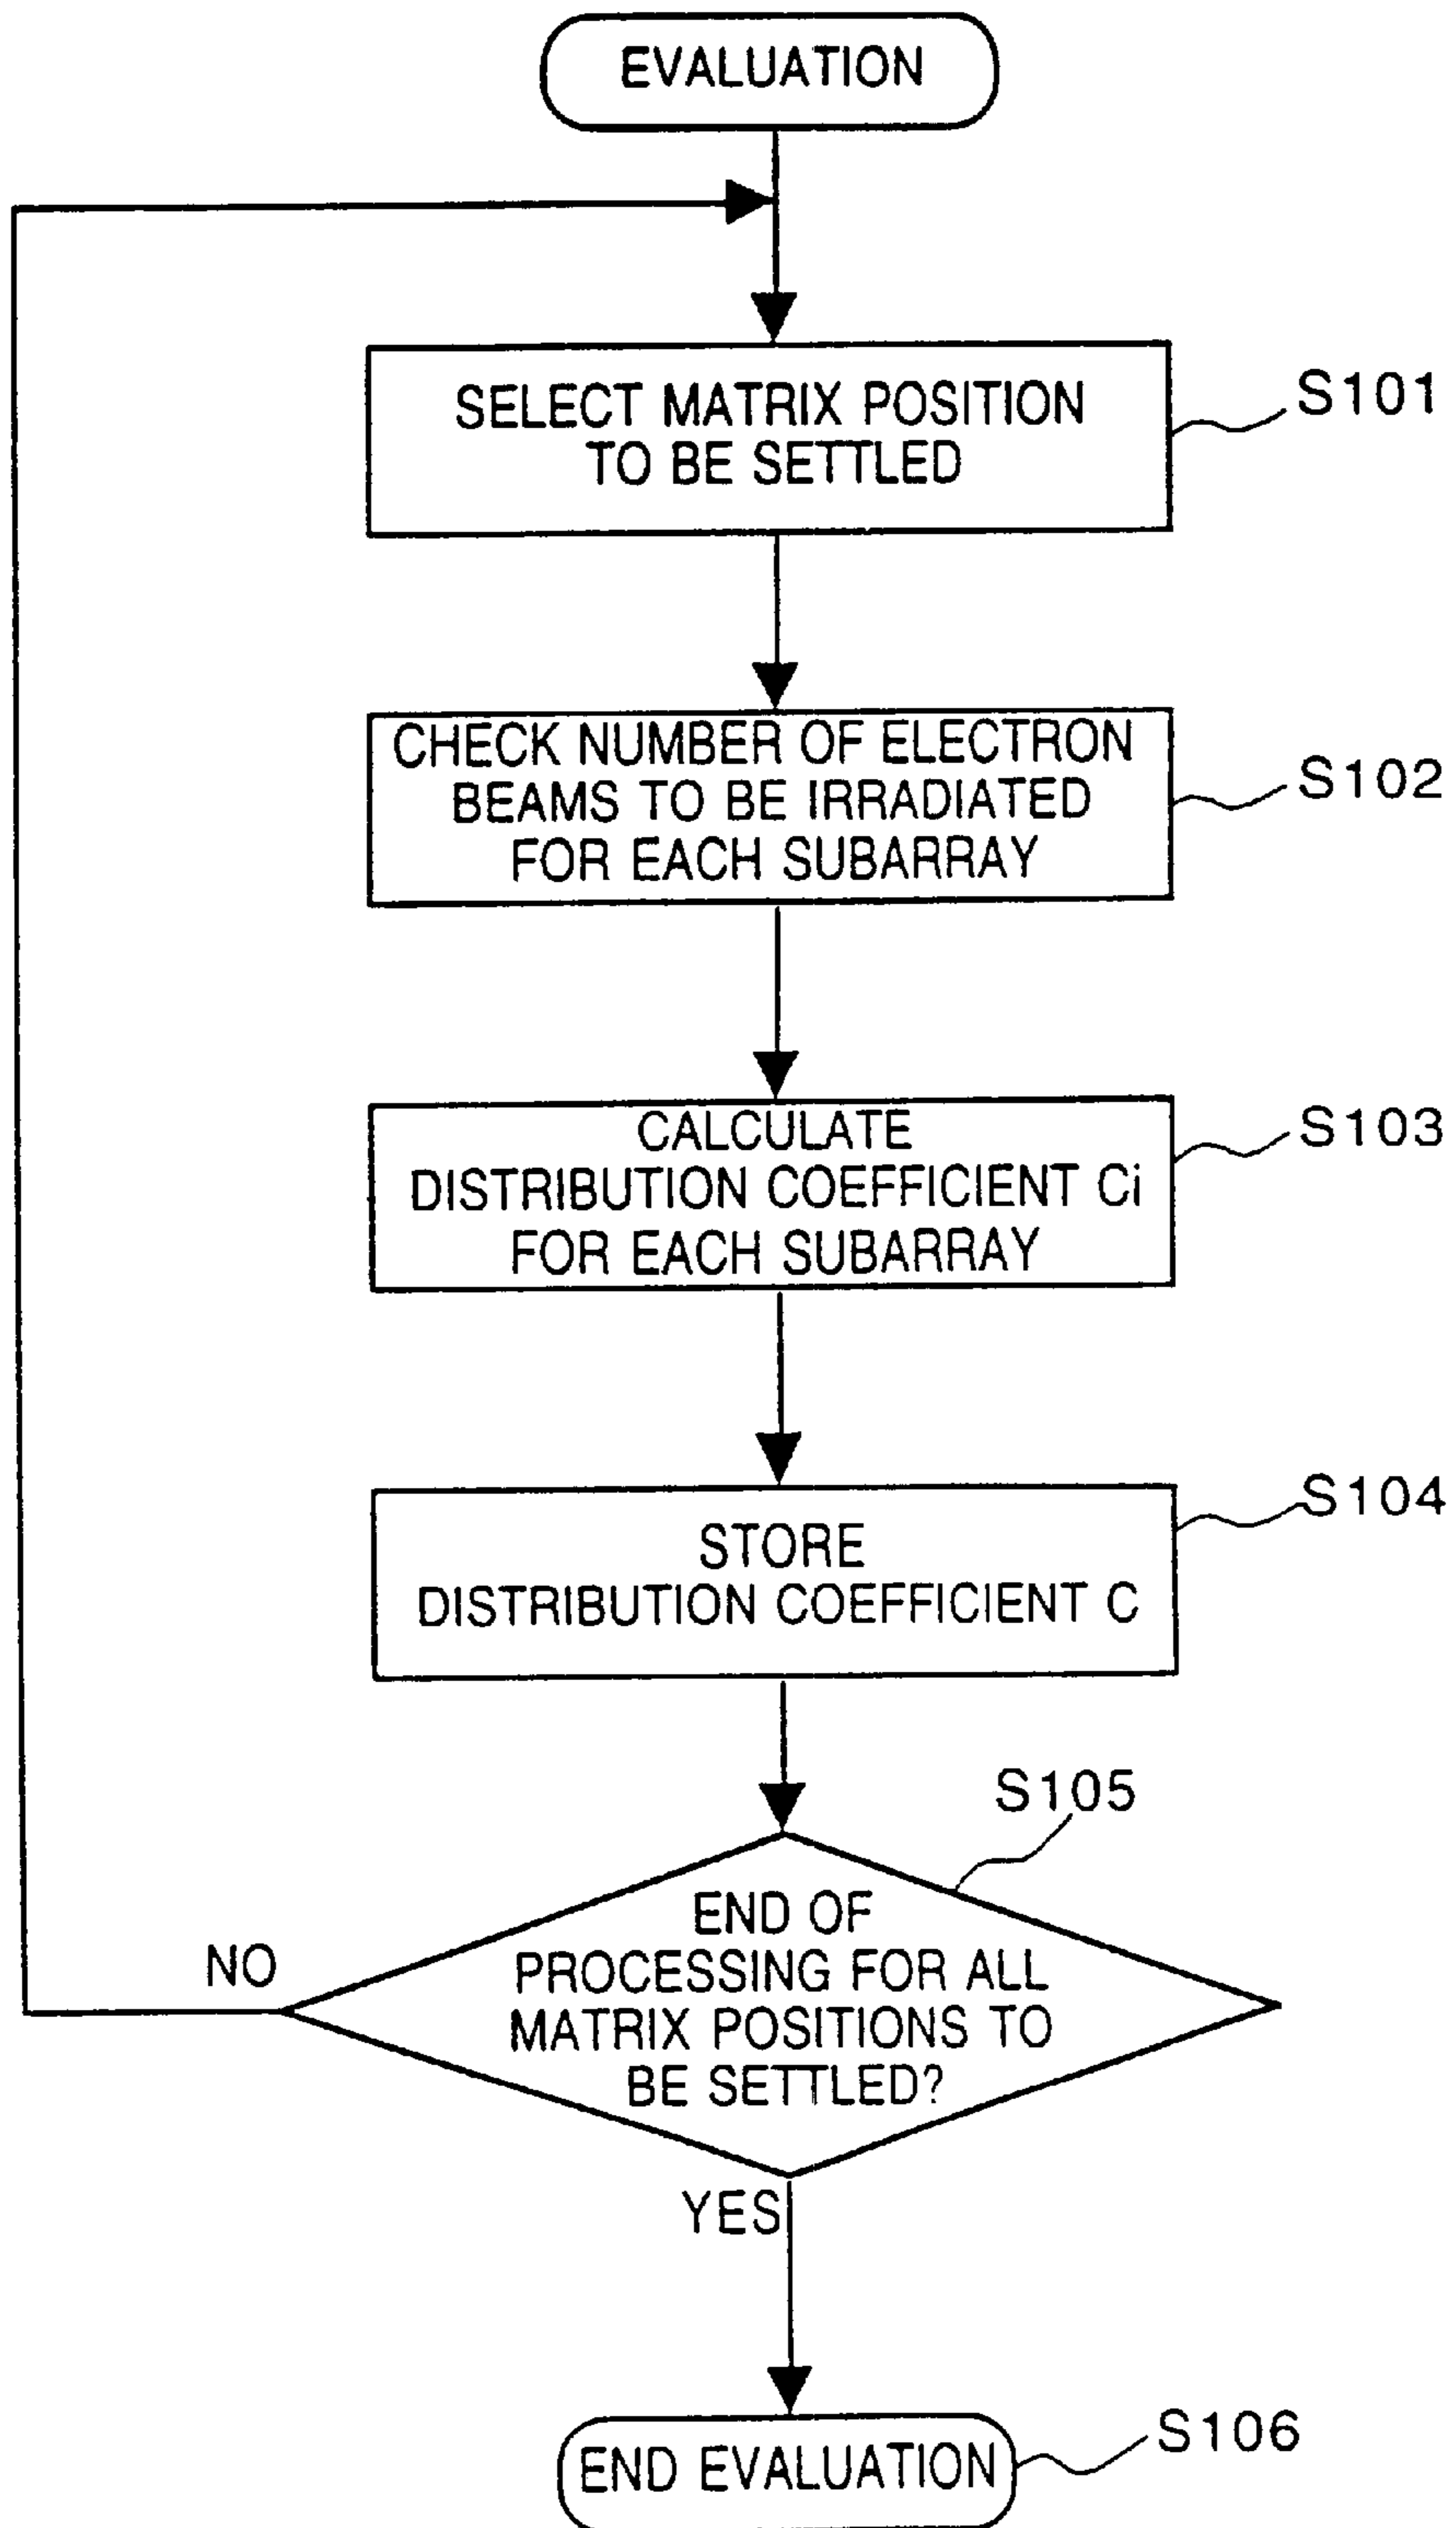 EVALUATION
SELECT MATRIX POSITION
TO BE SETTLED
S101
CHECK NUMBER OF ELECTRON
BEAMS TO BE IRRADIATED
FOR EACH SUBARRAY
S102
CALCULATE
DISTRIBUTION COEFFICIENT Ci
FOR EACH SUBARRAY
S103
STORE
DISTRIBUTION COEFFICIENT C
S104
S105
END OF
PROCESSING FOR ALL
MATRIX POSITIONS TO
BE SETTLED?
NO
YES
END EVALUATION
S106